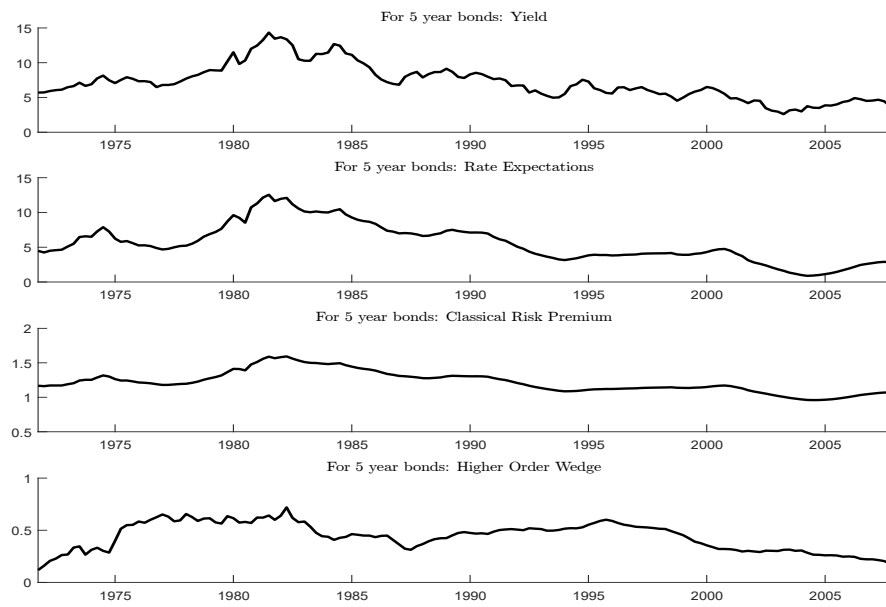 For 5 year bonds: Yield
15
10
5
0
1975 1980 1985 1990 1995 2000 2005
For 5 year bonds: Rate Expectations
15
10
5
0
1975 1980 1985 1990 1995 2000 2005
For 5 year bonds: Classical Risk Premium
2
1.5
1
0.5
1975 1980 1985 1990 1995 2000 2005
For 5 year bonds: Higher Order Wedge
1
0.5
0
1975 1980 1985 1990 1995 2000 2005